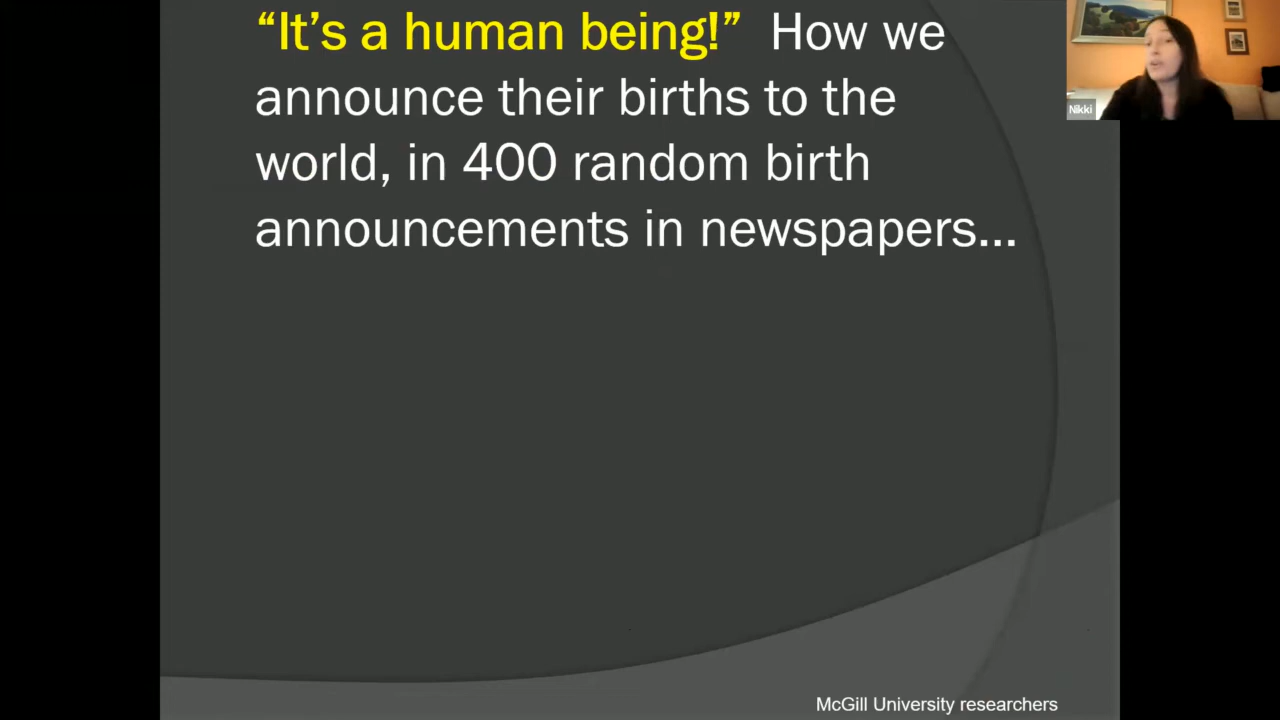 “It’s a human being!” How we
announce their births to the
world, in 400 random birth
announcements in newspapers...
Nikki
McGill University researchers